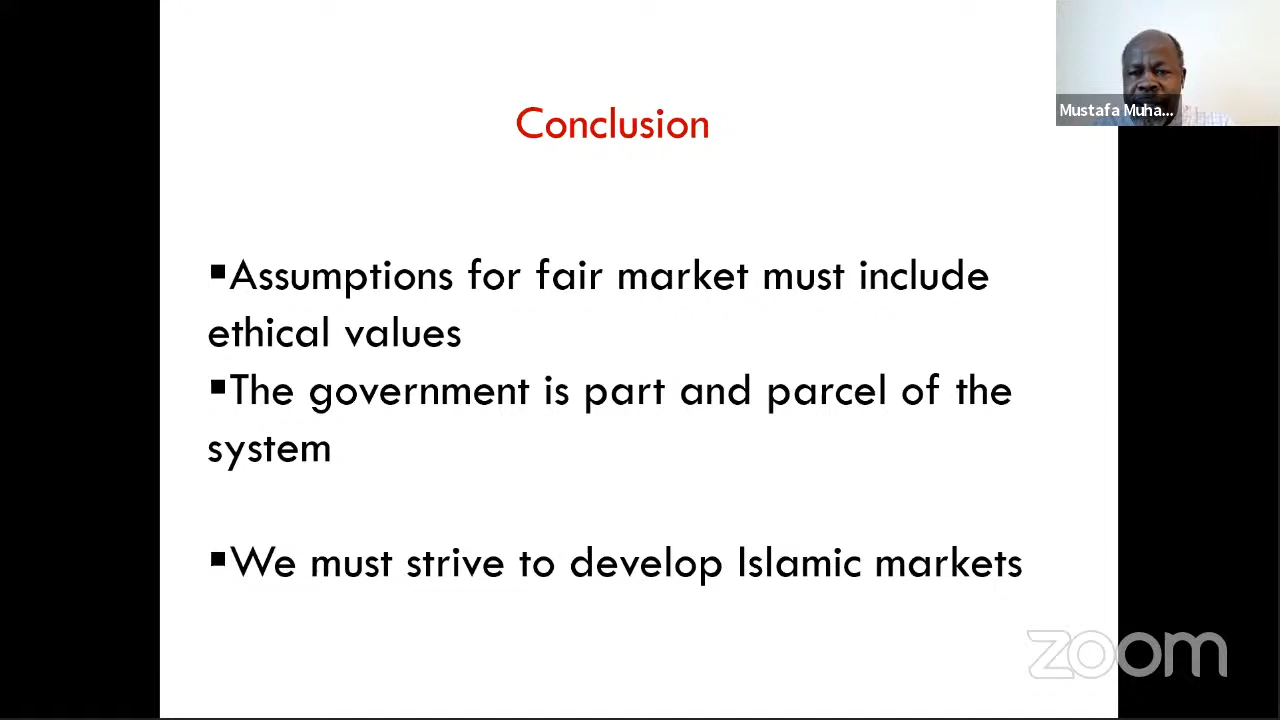 Mustafa Muha...
Conclusion
▪Assumptions for fair market must include
ethical values
▪The government is part and parcel of the
system
▪We must strive to develop Islamic markets
zoom